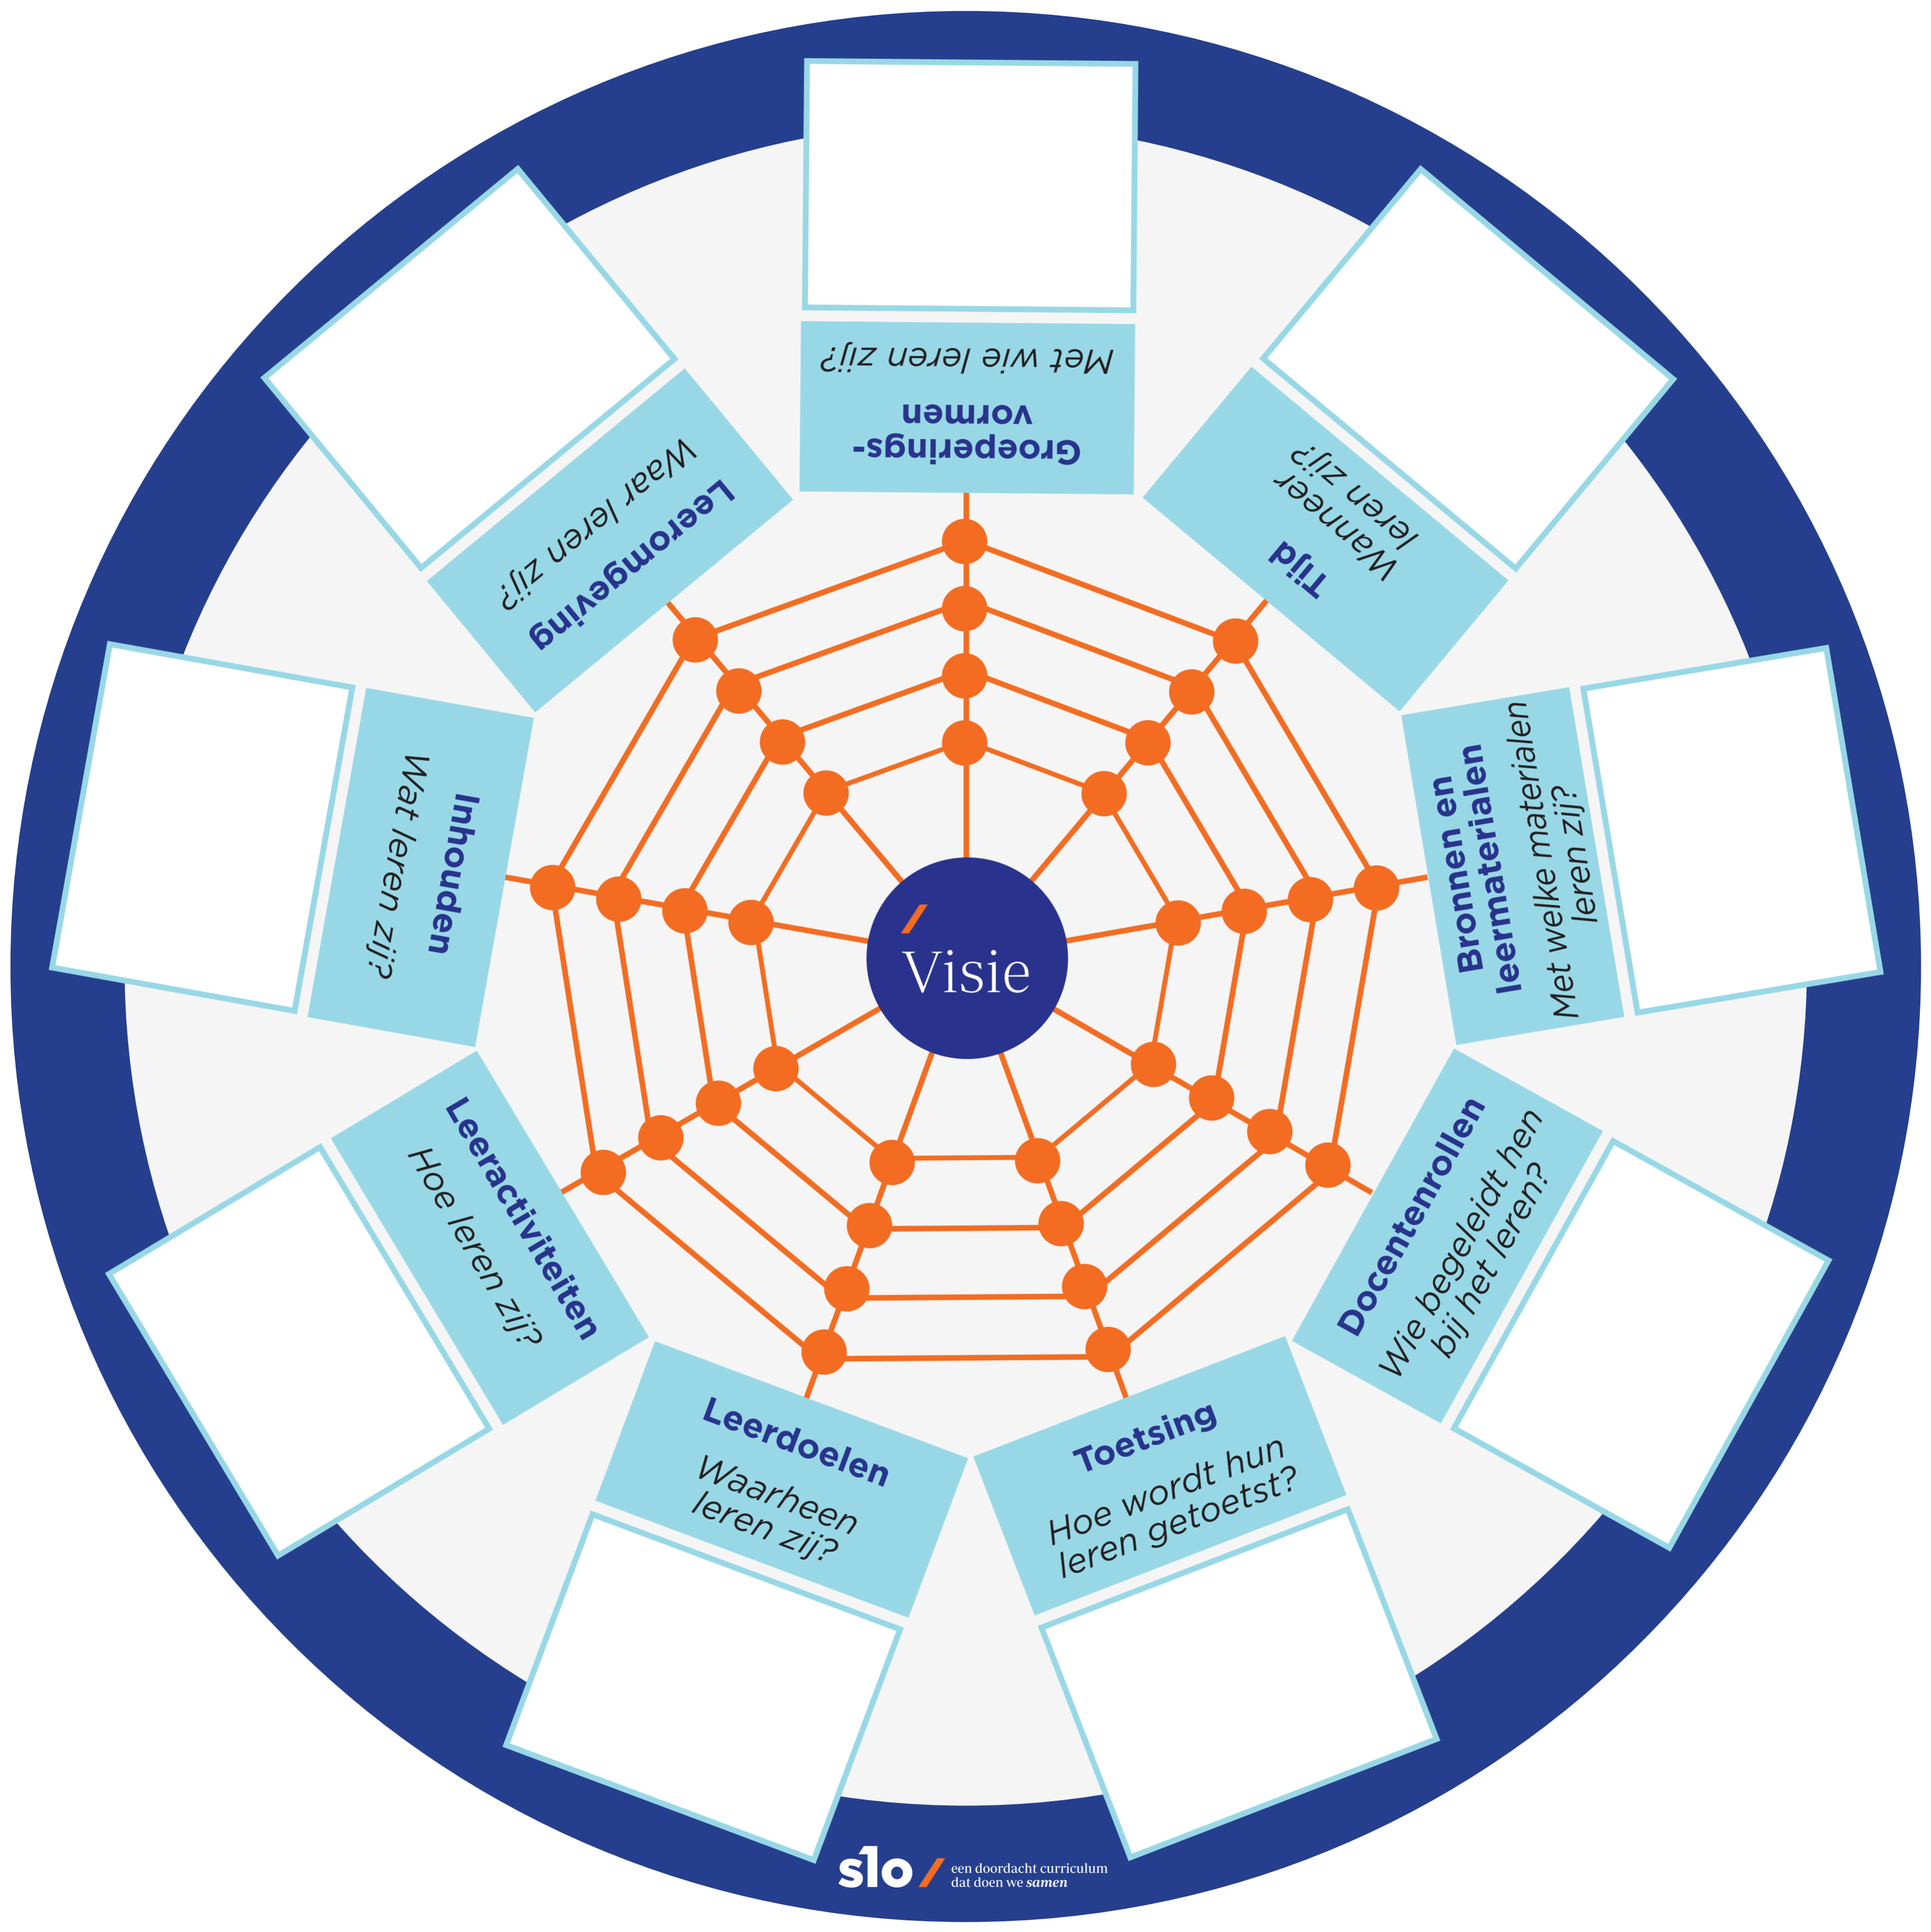 Visie
Groeperings-
vormen
Met wie leren zij?
Tijd
Wanneer
leren zij?
Bronnen en
leermaterialen
Met welke materialen
leren zij?
Docentenrollen
Wie begeleidt hen
bij het leren?
Toetsing
Hoe wordt hun
leren getoetst?
Leerdoelen
Waarheen
leren zij?
Leeractiviteiten
Hoe leren zij?
Inhouden
Wat leren zij?
Leeromgeving
Waar leren zij?
slo
een doordacht curriculum
dat doen we samen